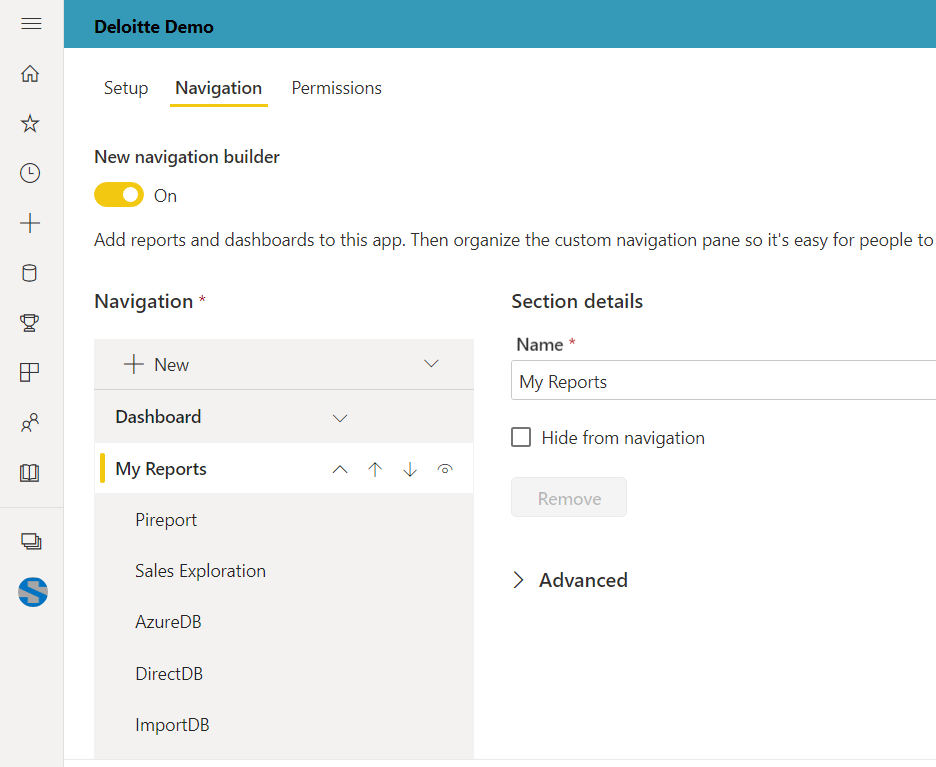 Deloitte Demo
Setup Navigation Permissions
New navigation builder
On
Add reports and dashboards to this app. Then organize the custom navigation pane so it's easy for people to
Navigation *
New
Dashboard
My Reports
Pireport
Sales Exploration
AzureDB
DirectDB
ImportDB
Section details
Name *
My Reports
Hide from navigation
Remove
Advanced